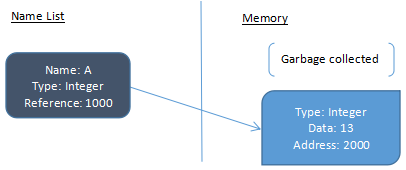 Name List
Memory
Garbage collected
Name: A
Type: Integer
Reference: 1000
Type: Integer
Data: 13
Address: 2000